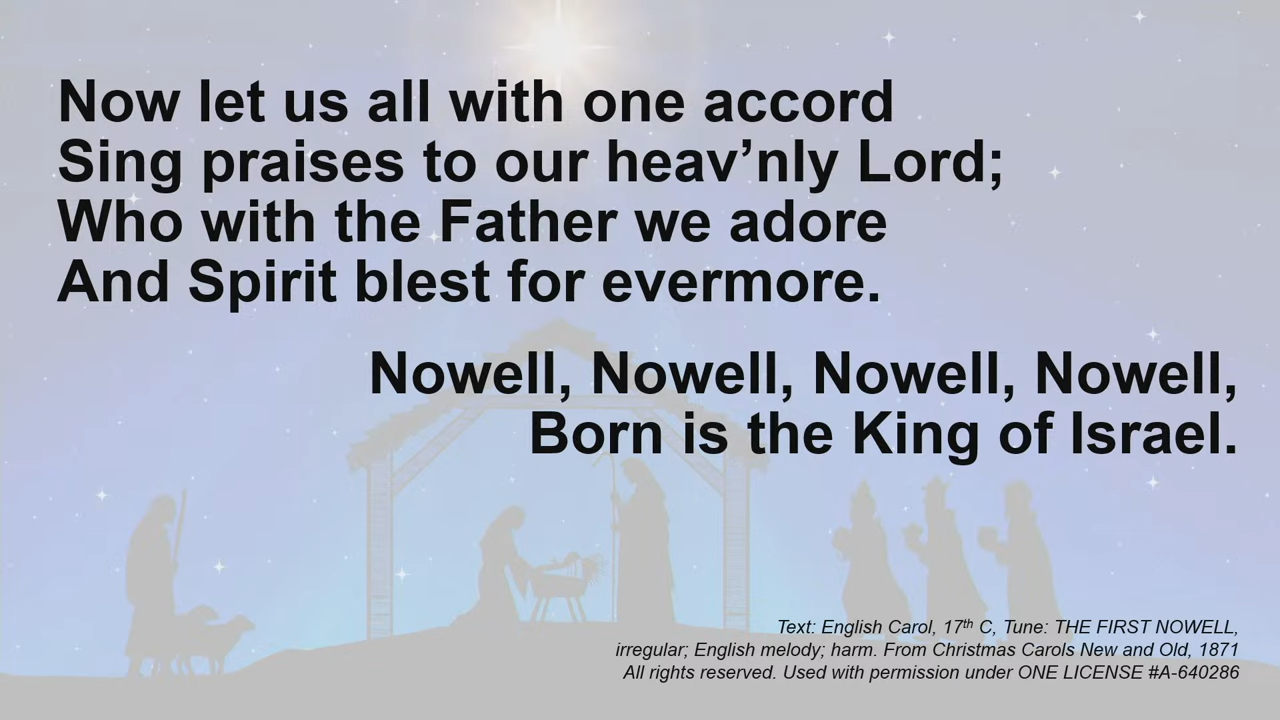 Now let us all with one accord
Sing praises to our heav’nly Lord;
Who with the Father we adore
And Spirit blest for evermore.
Nowell, Nowell, Nowell, Nowell,
Born is the King of Israel.
Text: English Carol, 17th C, Tune: THE FIRST NOWELL,
irregular; English melody; harm. From Christmas Carols New and Old, 1871
All rights reserved. Used with permission under ONE LICENSE #A-640286